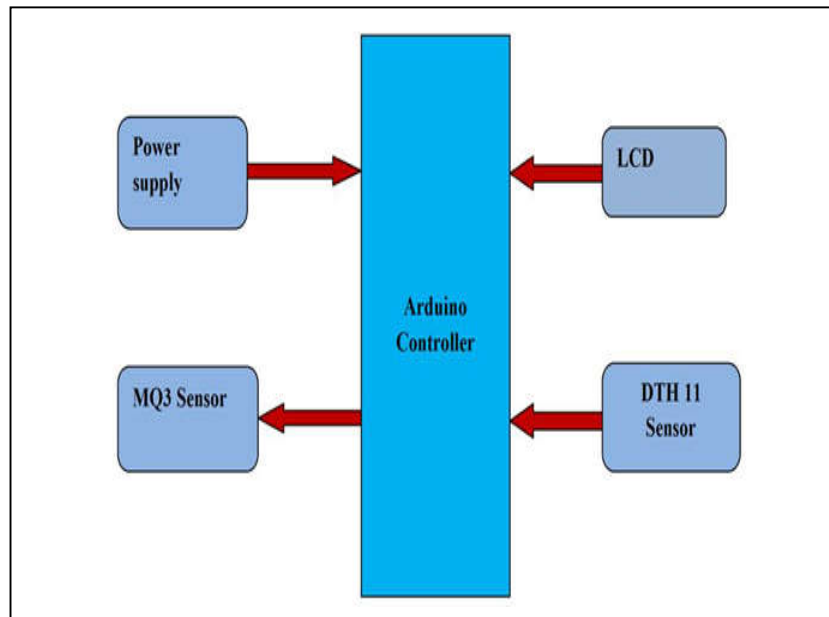 Power
supply
LCD
Arduino
Controller
MQ3 Sensor
DTH 11
Sensor